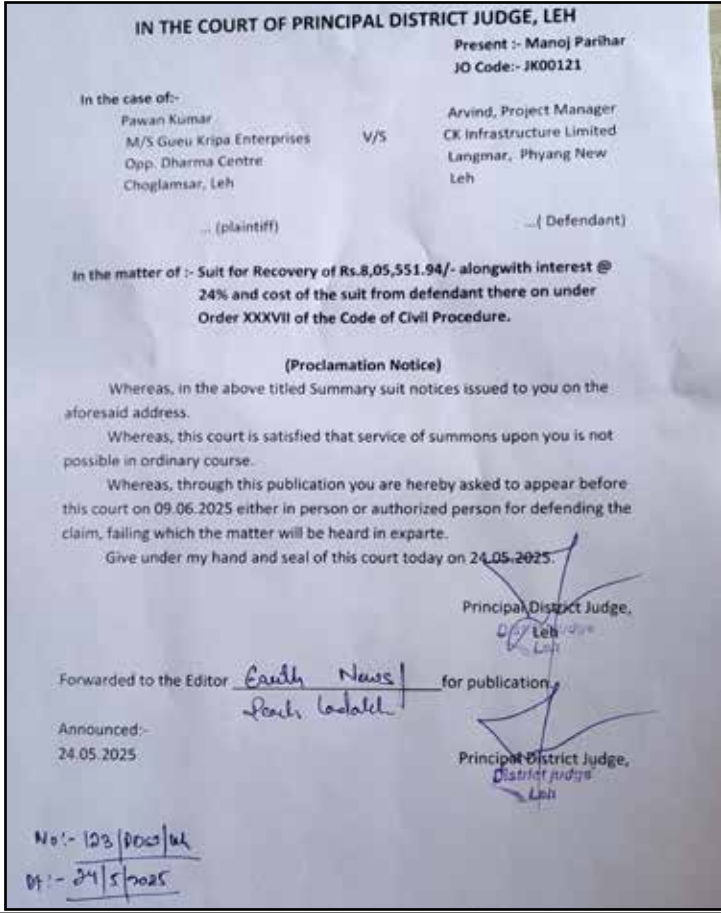 IN THE COURT OF PRINCIPAL DISTRICT JUDGE, LEH
Present :- Manoj Parihar
JO Code:- JK00121
In the case of:-
Pawan Kumar
M/S Gueu Kripa Enterprises
Opp. Dharma Centre
Choglamsar, Leh
V/S
Arvind, Project Manager
CK Infrastructure Limited
Langmar, Phyang New
Leh
... (plaintiff)
...( Defendant)
In the matter of :- Suit for Recovery of Rs.8,05,551.94/- alongwith interest @
24% and cost of the suit from defendant there on under
Order XXXVII of the Code of Civil Procedure.
(Proclamation Notice)
Whereas, in the above titled Summary suit notices issued to you on the
aforesaid address.
Whereas, this court is satisfied that service of summons upon you is not
possible in ordinary course.
Whereas, through this publication you are hereby asked to appear before
this court on 09.06.2025 either in person or authorized person for defending the
claim, failing which the matter will be heard in exparte.
Give under my hand and seal of this court today on 24.05.2025.
Principal District Judge,
Leh
Judge
Leh
Forwarded to the Editor Earth News for publication
Announced:-
24.05.2025
Principal District Judge,
District judge
Leh
No:- 123/
Dt:- 24/5/2025